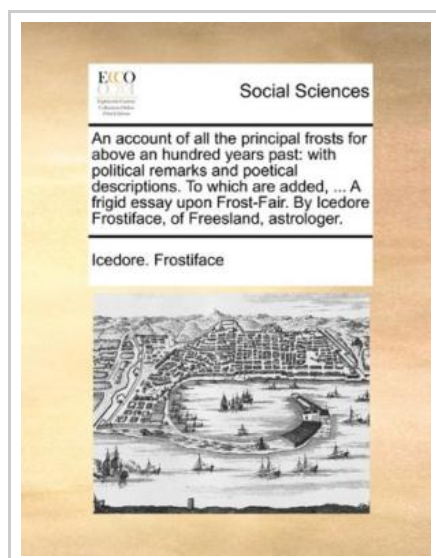 ECCO
Social Sciences
An account of all the principal frosts for
above an hundred years past: with
political remarks and poetical
descriptions. To which are added, ... A
frigid essay upon Frost-Fair. By Icedore
Frostiface, of Freesland, astrologer.
Icedore. Frostiface